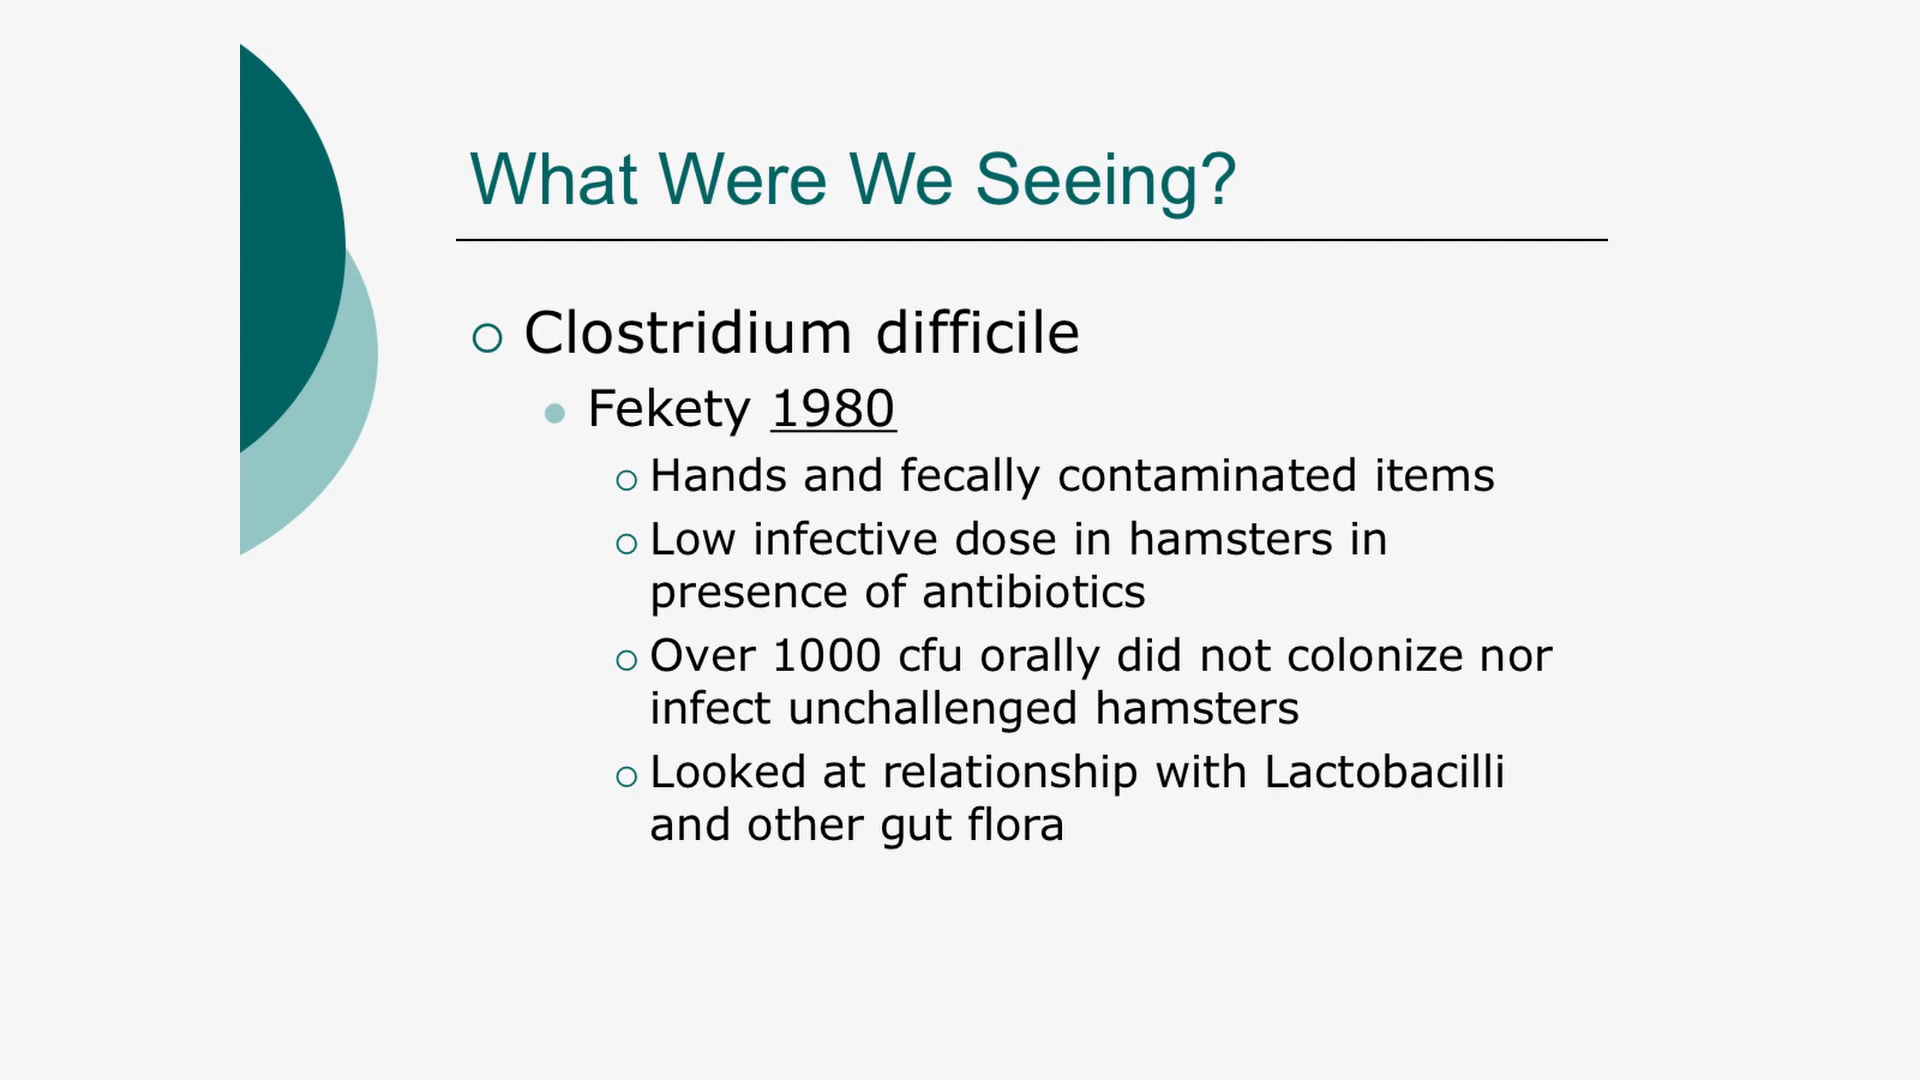 What Were We Seeing?
Clostridium difficile
Fekety 1980
Hands and fecally contaminated items
Low infective dose in hamsters in
presence of antibiotics
Over 1000 cfu orally did not colonize nor
infect unchallenged hamsters
Looked at relationship with Lactobacilli
and other gut flora